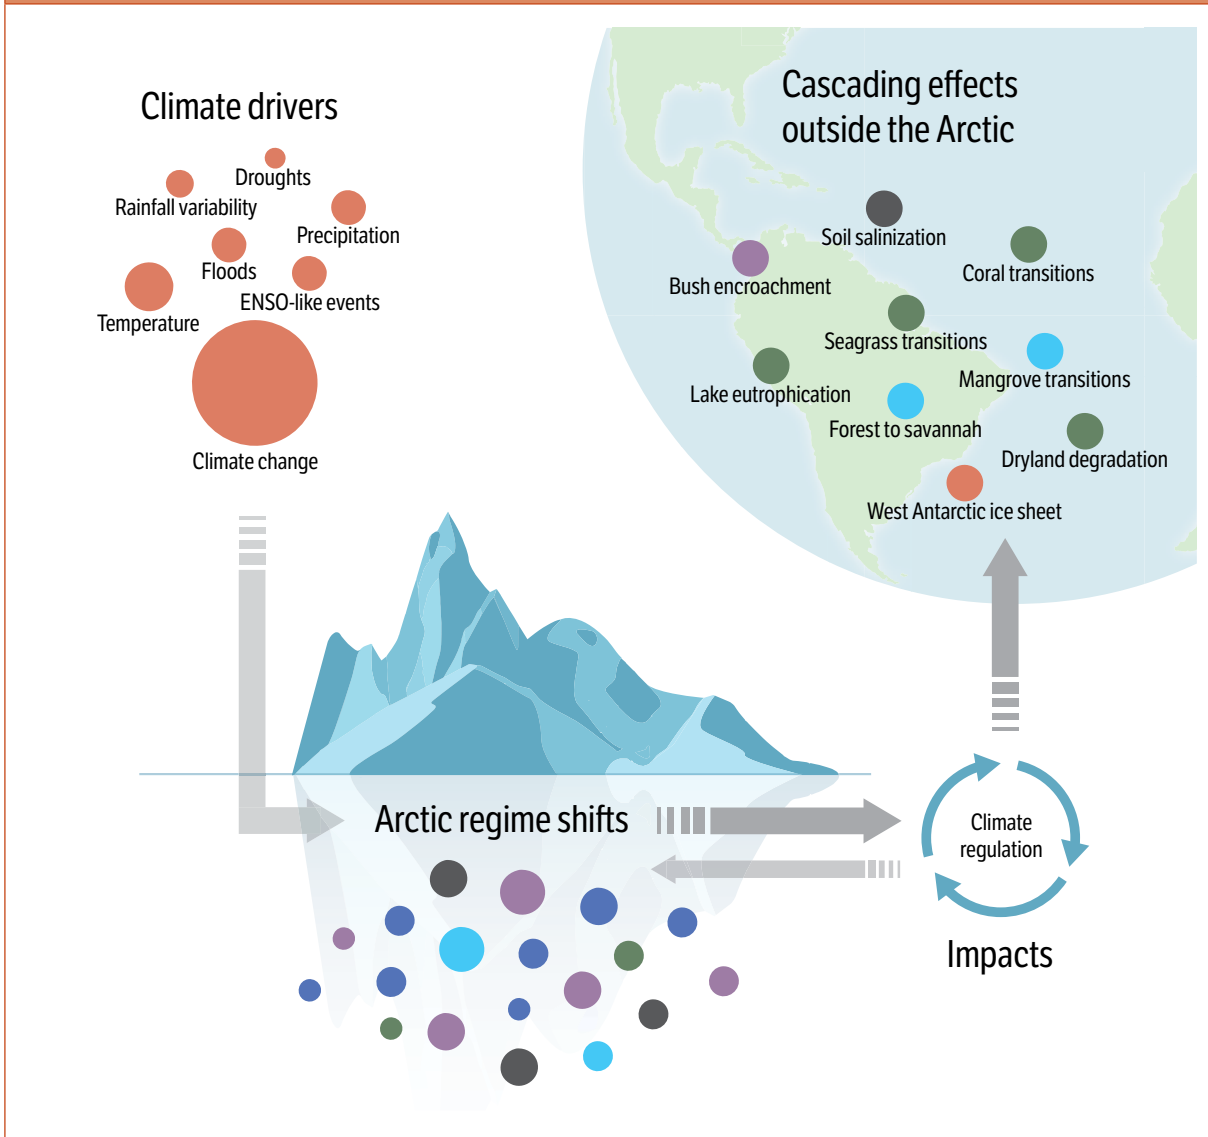 Climate drivers
Droughts
Rainfall variability
Precipitation
Floods
ENSO-like events
Temperature
Climate change
Cascading effects
outside the Arctic
Soil salinization
Coral transitions
Bush encroachment
Seagrass transitions
Mangrove transitions
Lake eutrophication
Forest to savannah
Dryland degradation
West Antarctic ice sheet
Arctic regime shifts
Climate
regulation
Impacts